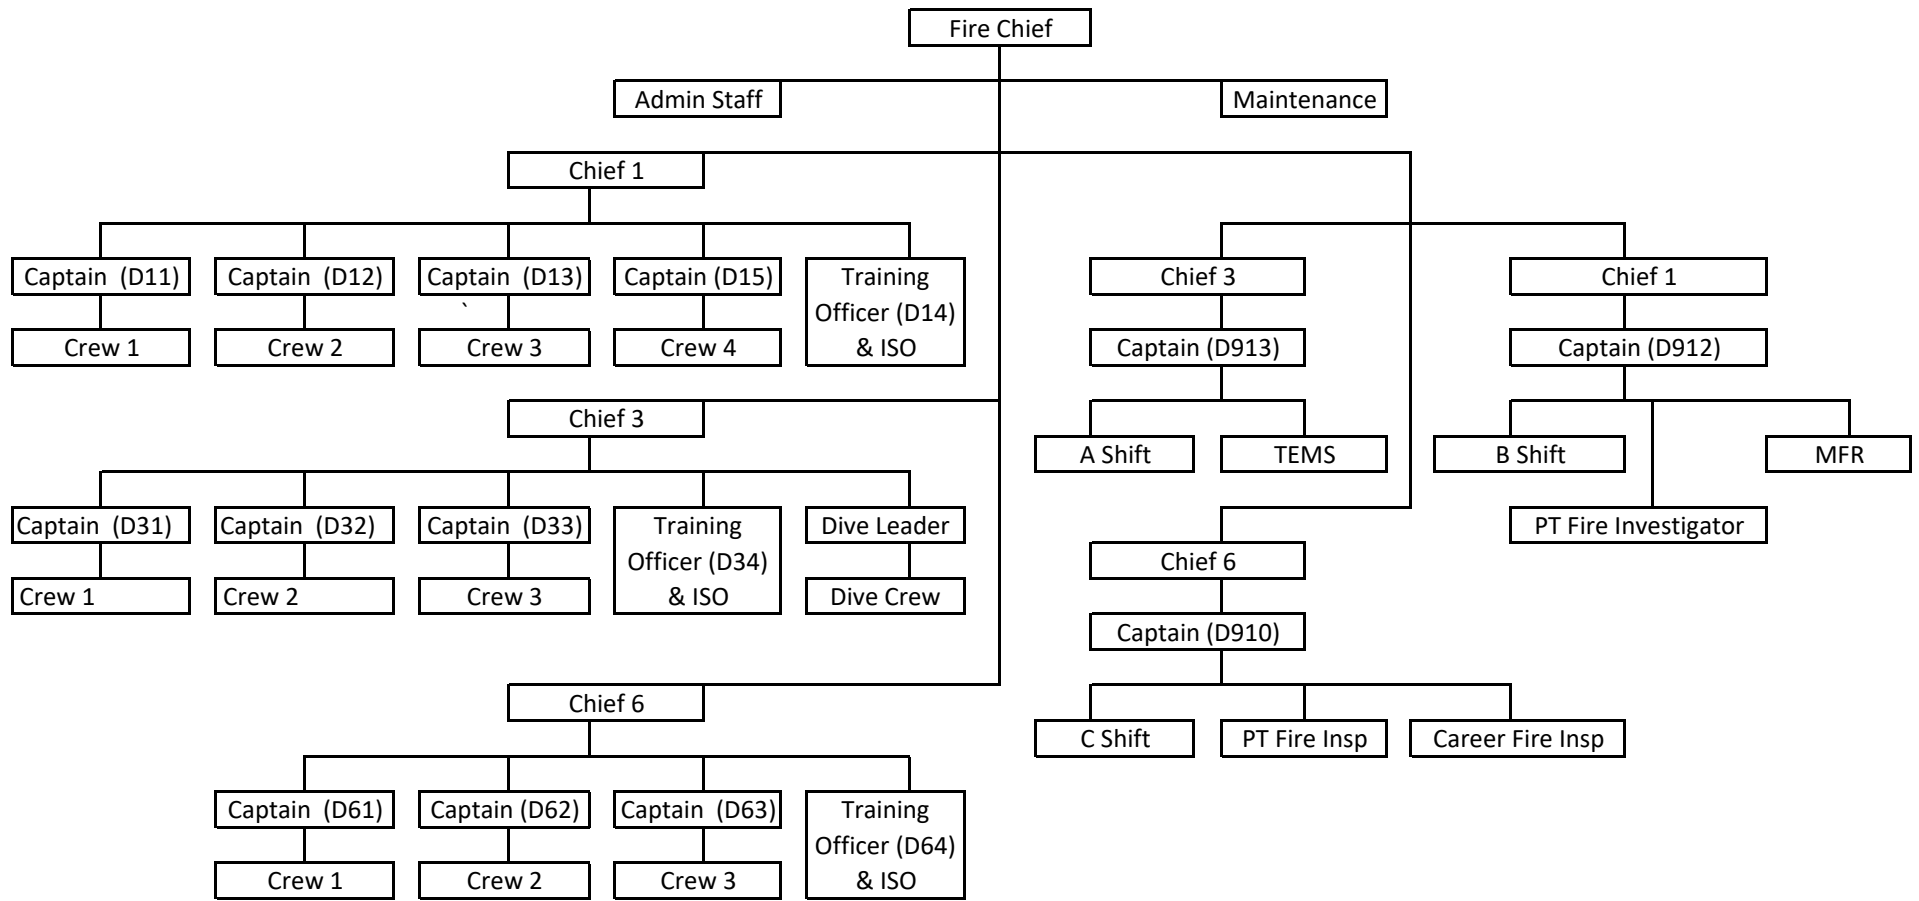 Fire Chief
Admin Staff
Maintenance
Chief 1
Captain (D11)
Captain (D12)
Captain (D13)
Captain (D15)
Training
Officer (D14)
& ISO
`
Crew 1
Crew 2
Crew 3
Crew 4
Chief 3
Captain (D31)
Captain (D32)
Captain (D33)
Training
Officer (D34)
& ISO
Dive Leader
Crew 1
Crew 2
Crew 3
Dive Crew
Chief 6
Captain (D61)
Captain (D62)
Captain (D63)
Training
Officer (D64)
& ISO
Crew 1
Crew 2
Crew 3
Chief 3
Captain (D913)
A Shift
TEMS
Chief 1
Captain (D912)
B Shift
MFR
PT Fire Investigator
Chief 6
Captain (D910)
C Shift
PT Fire Insp
Career Fire Insp